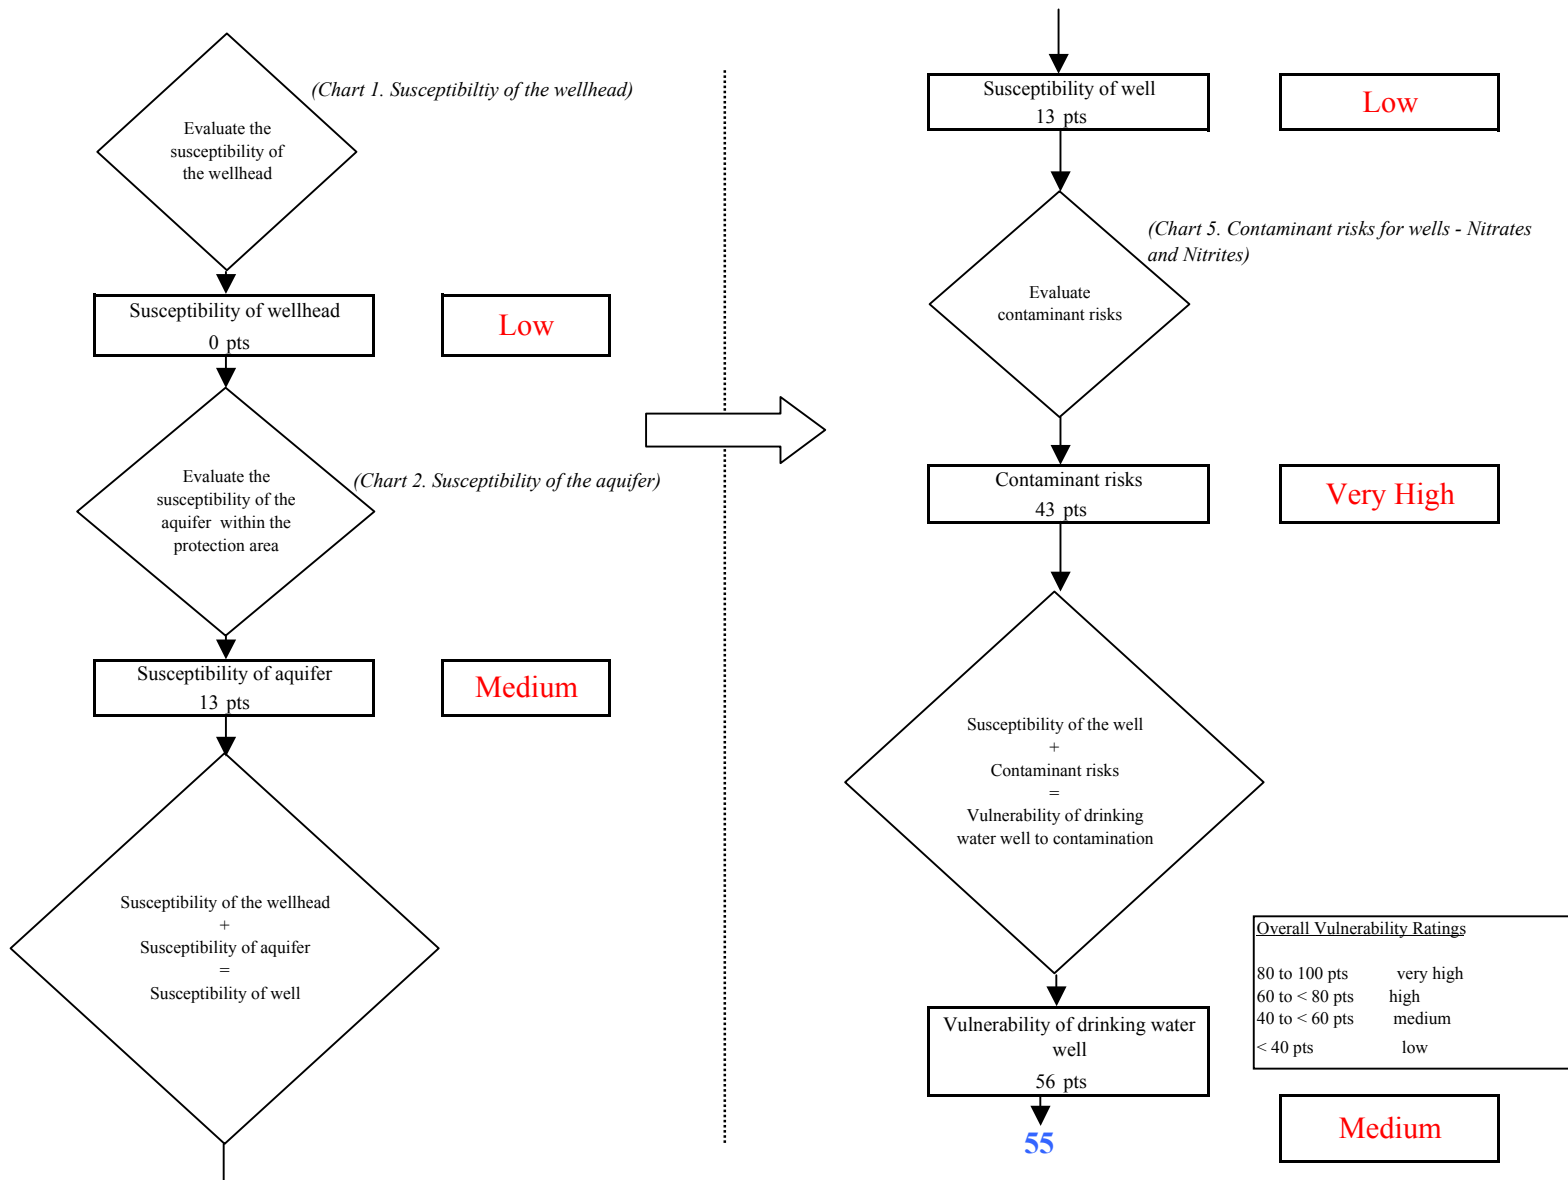 (Chart 1. Susceptibiltiy of the wellhead)
Evaluate the
susceptibility of
the wellhead
Susceptibility of wellhead
0 pts
Low
(Chart 2. Susceptibility of the aquifer)
Evaluate the
susceptibility of the
aquifer within the
protection area
Susceptibility of aquifer
13 pts
Medium
Susceptibility of the wellhead
+
Susceptibility of aquifer
=
Susceptibility of well
Susceptibility of well
13 pts
Low
(Chart 5. Contaminant risks for wells - Nitrates
and Nitrites)
Evaluate
contaminant risks
Contaminant risks
43 pts
Very High
Susceptibility of the well
+
Contaminant risks
=
Vulnerability of drinking
water well to contamination
Overall Vulnerability Ratings
80 to 100 pts very high
60 to < 80 pts high
40 to < 60 pts medium
< 40 pts low
Vulnerability of drinking water
well
56 pts
55
Medium